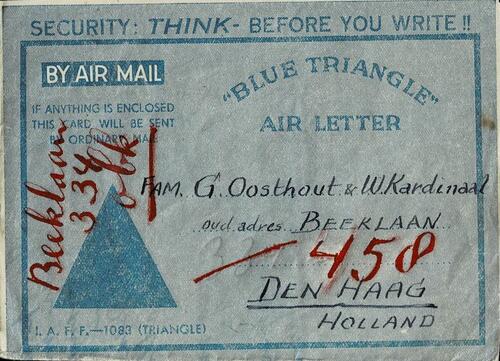 SECURITY: THINK- BEFORE YOU WRITE!!
BY AIR MAIL
"BLUE TRIANGLE"
AIR LETTER
IF ANYTHING IS ENCLOSED
THIS CARD WILL BE SENT
BY ORDINARY MAIL
Beeklaan
334
FAM. G. Oosthout & W. Kardinaal
oud adres. BEEKLAAN
458
DEN HAAG
HOLLAND
I. A. F. F.—1083 (TRIANGLE)